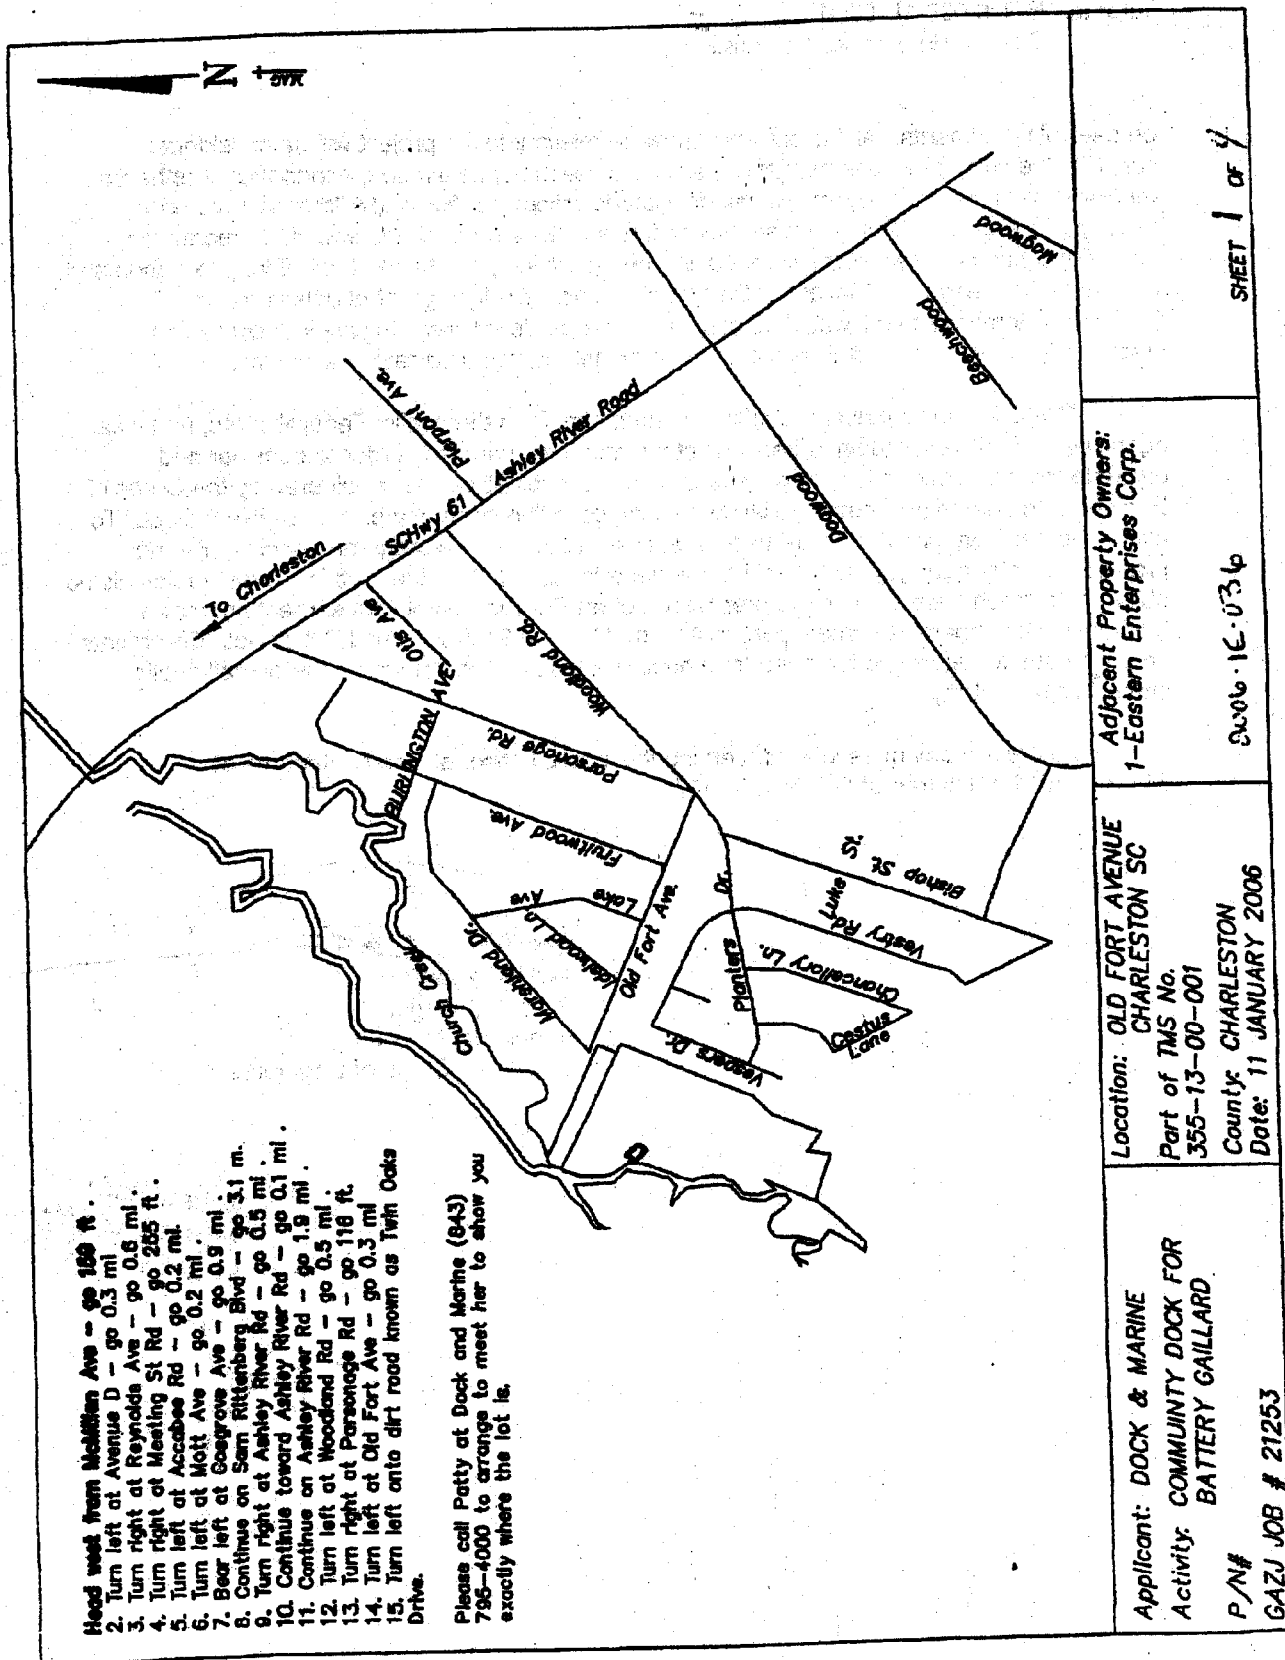 N
Head west from McMillan Ave - go 189 ft .
2. Turn left at Avenue D - go 0.3 mi
3. Turn right at Reynolds Ave - go 0.6 mi .
4. Turn right at Meeting St Rd - go 265 ft .
5. Turn left at Accabee Rd - go 0.2 mi.
6. Turn left at Mott Ave - go 0.2 mi .
7. Bear left at Cosgrove Ave - go 0.9 mi .
8. Continue on Sam Rittenberg Blvd - go 3.1 m.
9. Turn right at Ashley River Rd - go 0.5 mi .
10. Continue toward Ashley River Rd - go 0.1 mi .
11. Continue on Ashley River Rd - go 1.9 mi .
12. Turn left at Woodland Rd - go 0.5 mi .
13. Turn right at Parsonage Rd - go 116 ft.
14. Turn left at Old Fort Ave - go 0.3 mi
15. Turn left onto dirt road known as Twin Oaks
Drive.
Please call Patty at Dock and Marine (843)
795-4000 to arrange to meet her to show you
exactly where the lot is.
To Charleston
SCHwy 61
Ashley River Road
Pierpont Ave.
Otis Ave
BURLINGTON AVE
Woodland Rd.
Parsonage Rd.
Fruitwood Ave.
Lake
Ave
Idlewood Ln.
Marshland Dr.
Church Creek
Old Fort Ave.
Planters Dr.
Bishop St. St.
Luke
Vestry Rd
Chancellory Ln.
Cestus
Lane
Vespers Dr.
Dogwood
Beechwood
Magwood
Applicant: DOCK & MARINE
Activity: COMMUINTY DOCK FOR
BATTERY GAILLARD
P/N#
GAZJ JOB # 21253
Location: OLD FORT AVENUE
CHARLESTON SC
Part of TMS No.
355-13-00-001
County: CHARLESTON
Date: 11 JANUARY 2006
Adjacent Property Owners:
1-Eastern Enterprises Corp.
2006-1E-036
SHEET 1 OF 4